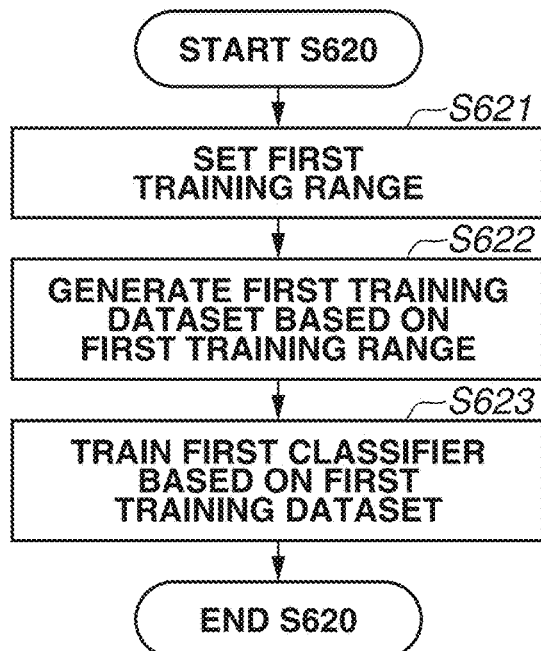 START S620
S621
SET FIRST
TRAINING RANGE
S622
GENERATE FIRST TRAINING
DATASET BASED ON
FIRST TRAINING RANGE
S623
TRAIN FIRST CLASSIFIER
BASED ON FIRST
TRAINING DATASET
END S620